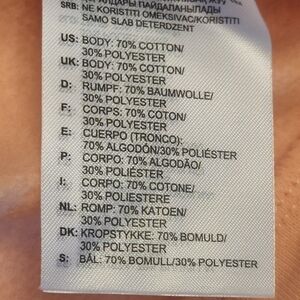 ПАЙДАЛАНЫЛАДЫ
SRB: NE KORISTITI OMEKSIVAC/KORISTITI
SAMO SLAB DETERDZENT
US: BODY: 70% COTTON/
30% POLYESTER
UK: BODY: 70% COTTON/
30% POLYESTER
D: RUMPF: 70% BAUMWOLLE/
30% POLYESTER
F: CORPS: 70% COTON/
30% POLYESTER
E: CUERPO (TRONCO):
70% ALGODÓN/30% POLIÉSTER
P: CORPO: 70% ALGODÃO/
30% POLIÉSTER
I: CORPO: 70% COTONE/
30% POLIESTERE
NL: ROMP: 70% KATOEN/
30% POLYESTER
DK: KROPSTYKKE: 70% BOMULD/
30% POLYESTER
S: BÅL: 70% BOMULL/30% POLYESTER